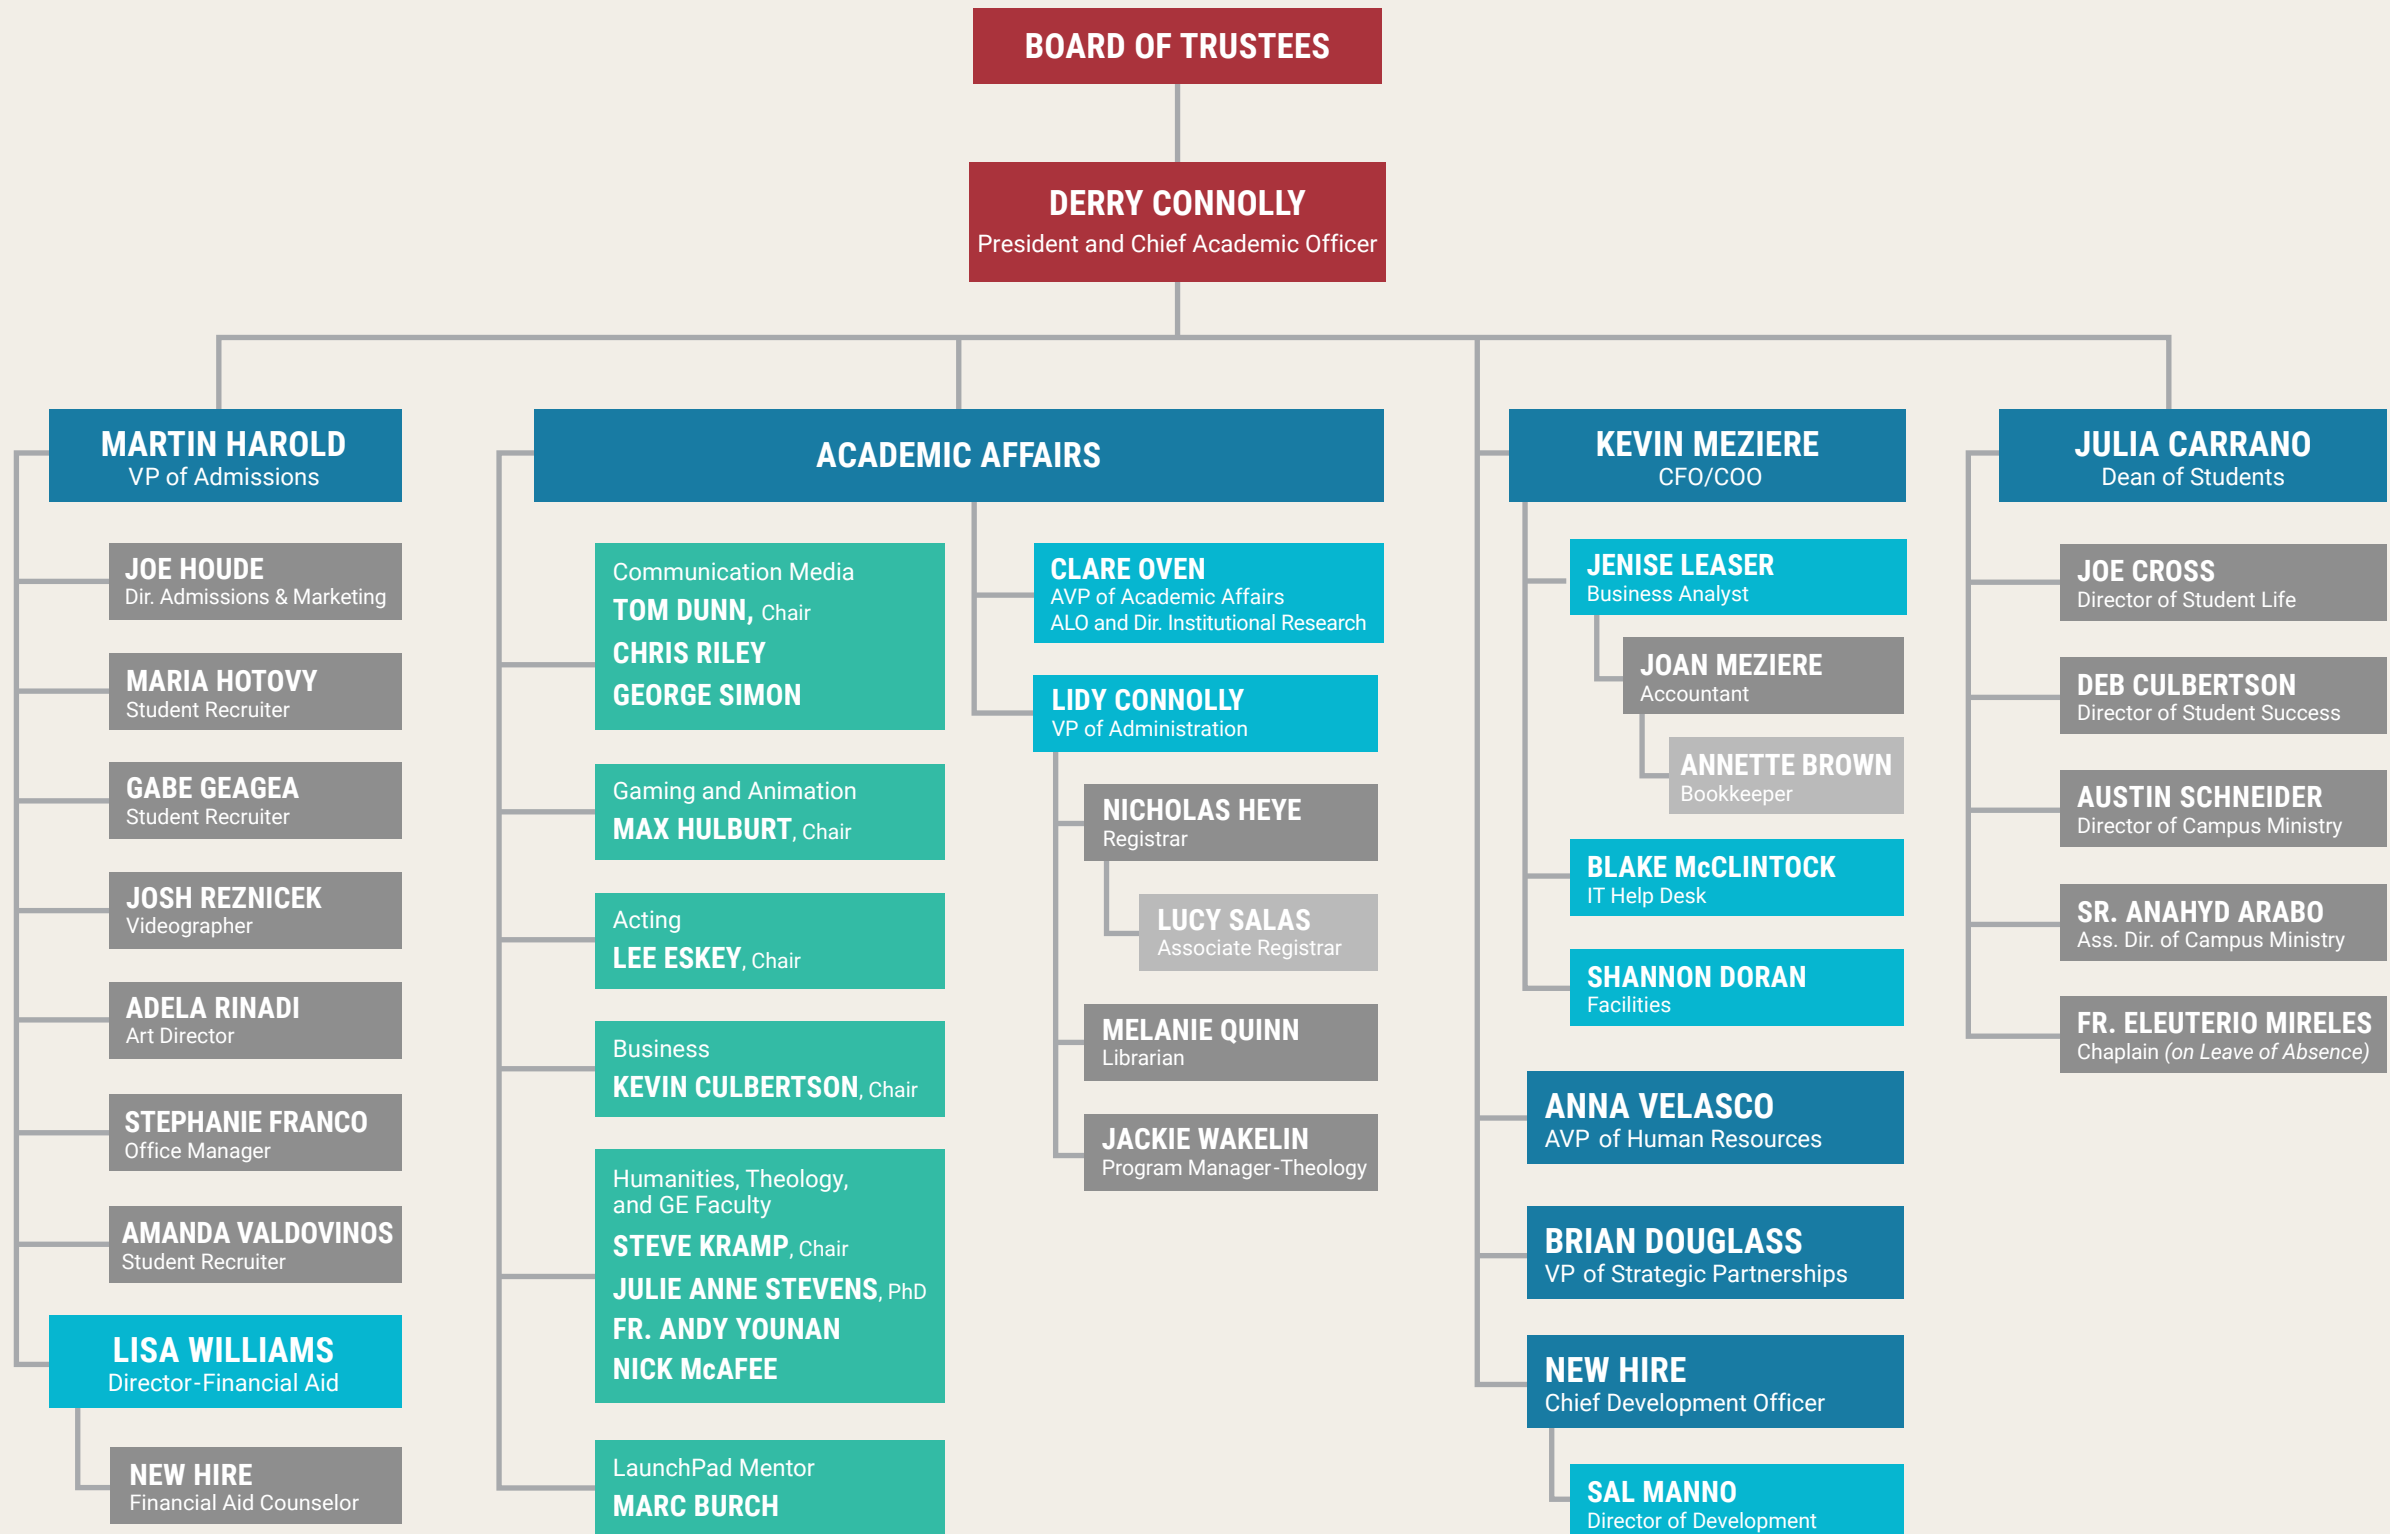 BOARD OF TRUSTEES
DERRY CONNOLLY
President and Chief Academic Officer
MARTIN HAROLD
VP of Admissions
JOE HOUDE
Dir. Admissions & Marketing
MARIA HOTOVY
Student Recruiter
GABE GEAGEA
Student Recruiter
JOSH REZNICEK
Videographer
ADELA RINADI
Art Director
STEPHANIE FRANCO
Office Manager
AMANDA VALDOVINOS
Student Recruiter
LISA WILLIAMS
Director-Financial Aid
NEW HIRE
Financial Aid Counselor
ACADEMIC AFFAIRS
Communication Media
TOM DUNN, Chair
CHRIS RILEY
GEORGE SIMON
Gaming and Animation
MAX HULBURT, Chair
Acting
LEE ESKEY, Chair
Business
KEVIN CULBERTSON, Chair
Humanities, Theology,
and GE Faculty
STEVE KRAMP, Chair
JULIE ANNE STEVENS, PhD
FR. ANDY YOUNAN
NICK McAFEE
LaunchPad Mentor
MARC BURCH
CLARE OVEN
AVP of Academic Affairs
ALO and Dir. Institutional Research
LIDY CONNOLLY
VP of Administration
NICHOLAS HEYE
Registrar
LUCY SALAS
Associate Registrar
MELANIE QUINN
Librarian
JACKIE WAKELIN
Program Manager-Theology
KEVIN MEZIERE
CFO/COO
JENISE LEASER
Business Analyst
JOAN MEZIERE
Accountant
ANNETTE BROWN
Bookkeeper
BLAKE McCLINTOCK
IT Help Desk
SHANNON DORAN
Facilities
ANNA VELASCO
AVP of Human Resources
BRIAN DOUGLASS
VP of Strategic Partnerships
NEW HIRE
Chief Development Officer
SAL MANNO
Director of Development
JULIA CARRANO
Dean of Students
JOE CROSS
Director of Student Life
DEB CULBERTSON
Director of Student Success
AUSTIN SCHNEIDER
Director of Campus Ministry
SR. ANAHYD ARABO
Ass. Dir. of Campus Ministry
FR. ELEUTERIO MIRELES
Chaplain (on Leave of Absence)